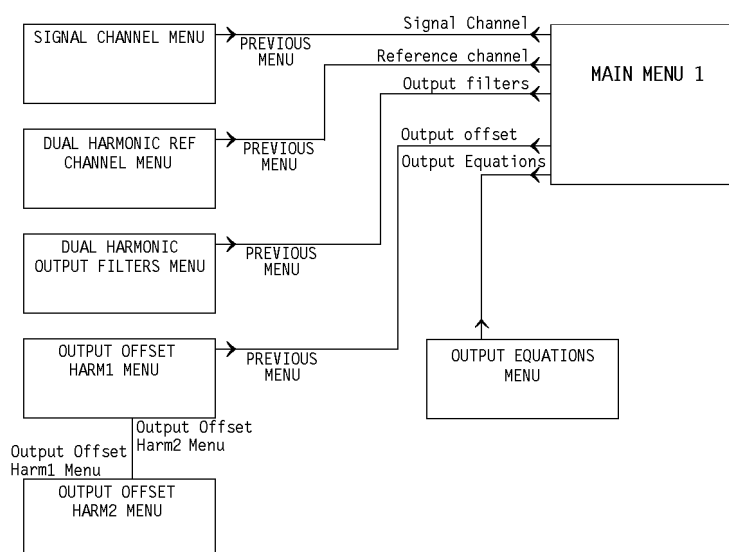 Signal Channel
SIGNAL CHANNEL MENU
PREVIOUS
MENU
Reference channel
MAIN MENU 1
Output filters
DUAL HARMONIC REF
CHANNEL MENU
PREVIOUS
MENU
Output offset
Output Equations
DUAL HARMONIC
OUTPUT FILTERS MENU
PREVIOUS
MENU
OUTPUT OFFSET
HARM1 MENU
PREVIOUS
MENU
OUTPUT EQUATIONS
MENU
Output Offset
Harm2 Menu
Output Offset
Harm1 Menu
OUTPUT OFFSET
HARM2 MENU